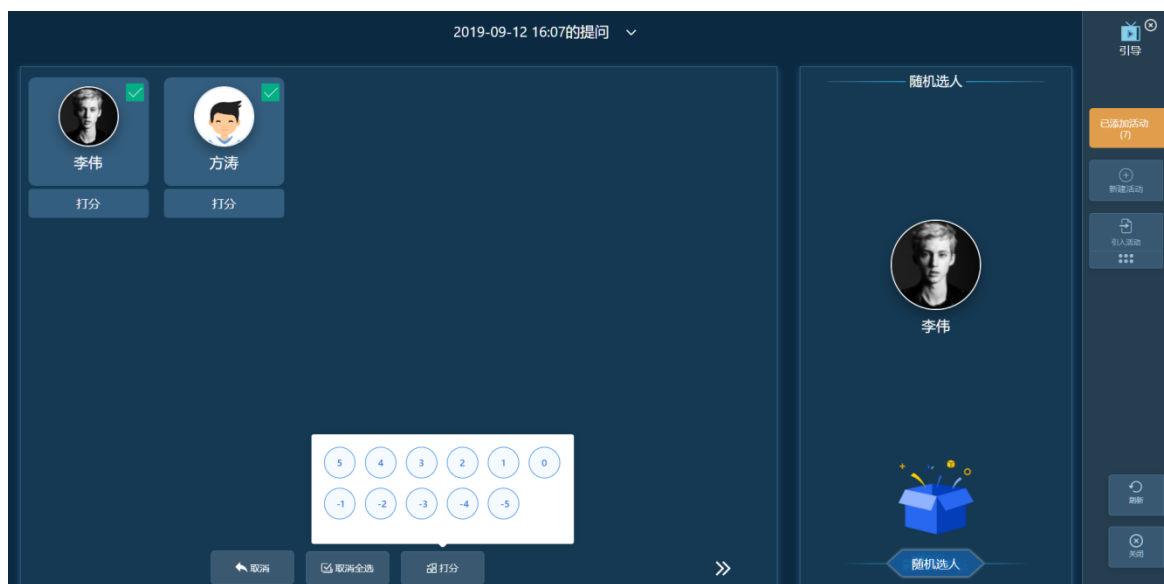 2019-09-12 16:07的提问
李伟
方涛
打分
打分
5 4 3 2 1 0
-1 -2 -3 -4 -5
取消
取消全选
打分
随机选人
李伟
随机选人
引导
已添加活动
(7)
新建活动
引入活动
刷新
关闭